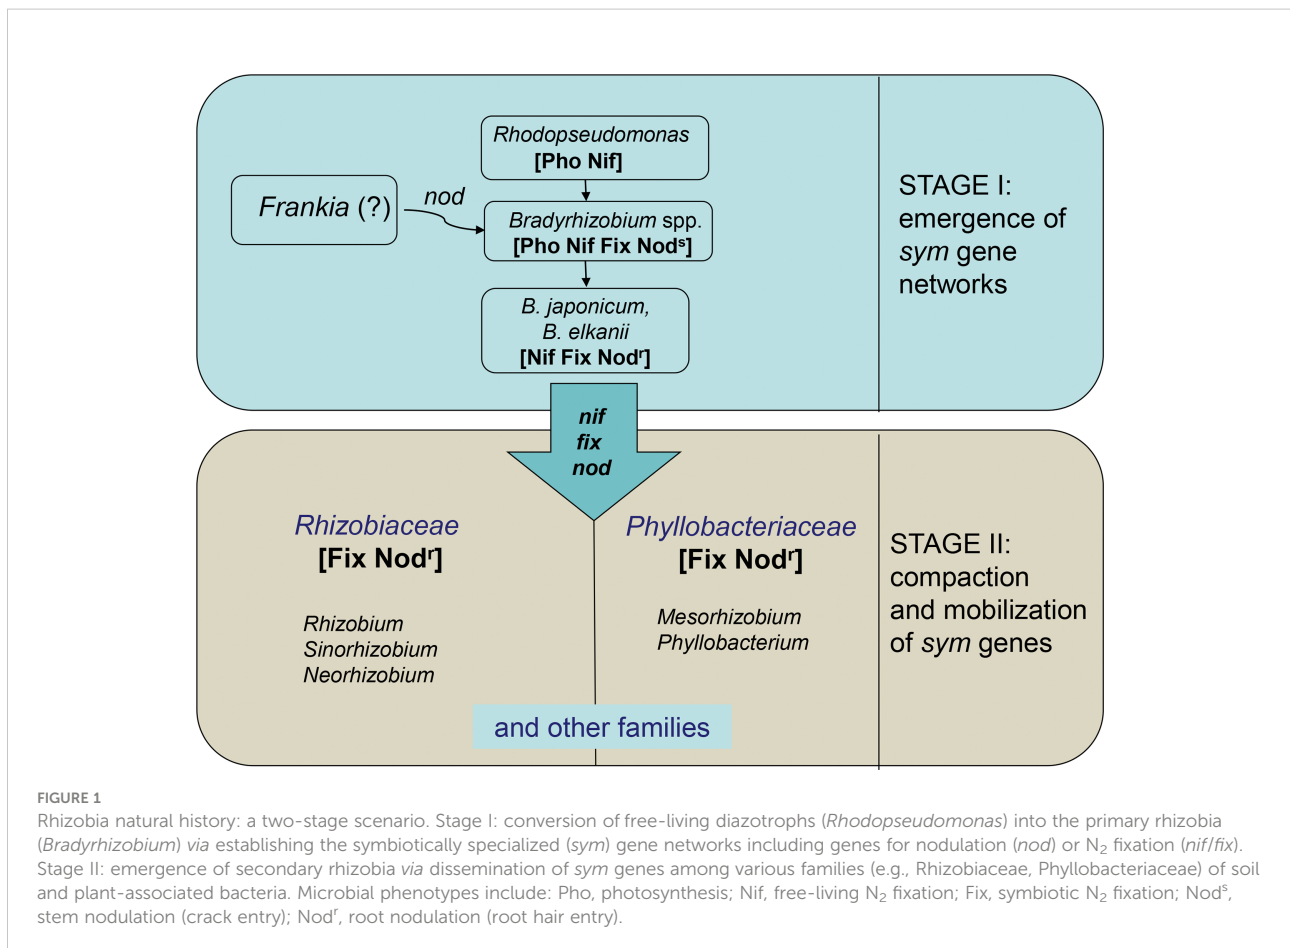 Rhodopseudomonas
[Pho Nif]
Frankia (?)
nod
Bradyrhizobium spp.
[Pho Nif Fix Nodˢ]
B. japonicum,
B. elkanii
[Nif Fix Nodʳ]
STAGE I:
emergence of
sym gene
networks
nif
fix
nod
Rhizobiaceae
[Fix Nodʳ]
Rhizobium
Sinorhizobium
Neorhizobium
Phyllobacteriaceae
[Fix Nodʳ]
Mesorhizobium
Phyllobacterium
and other families
STAGE II:
compaction
and mobilization
of sym genes
FIGURE 1
Rhizobia natural history: a two-stage scenario. Stage I: conversion of free-living diazotrophs (Rhodopseudomonas) into the primary rhizobia
(Bradyrhizobium) via establishing the symbiotically specialized (sym) gene networks including genes for nodulation (nod) or N₂ fixation (nif/fix).
Stage II: emergence of secondary rhizobia via dissemination of sym genes among various families (e.g., Rhizobiaceae, Phyllobacteriaceae) of soil
and plant-associated bacteria. Microbial phenotypes include: Pho, photosynthesis; Nif, free-living N₂ fixation; Fix, symbiotic N₂ fixation; Nodˢ,
stem nodulation (crack entry); Nodʳ, root nodulation (root hair entry).